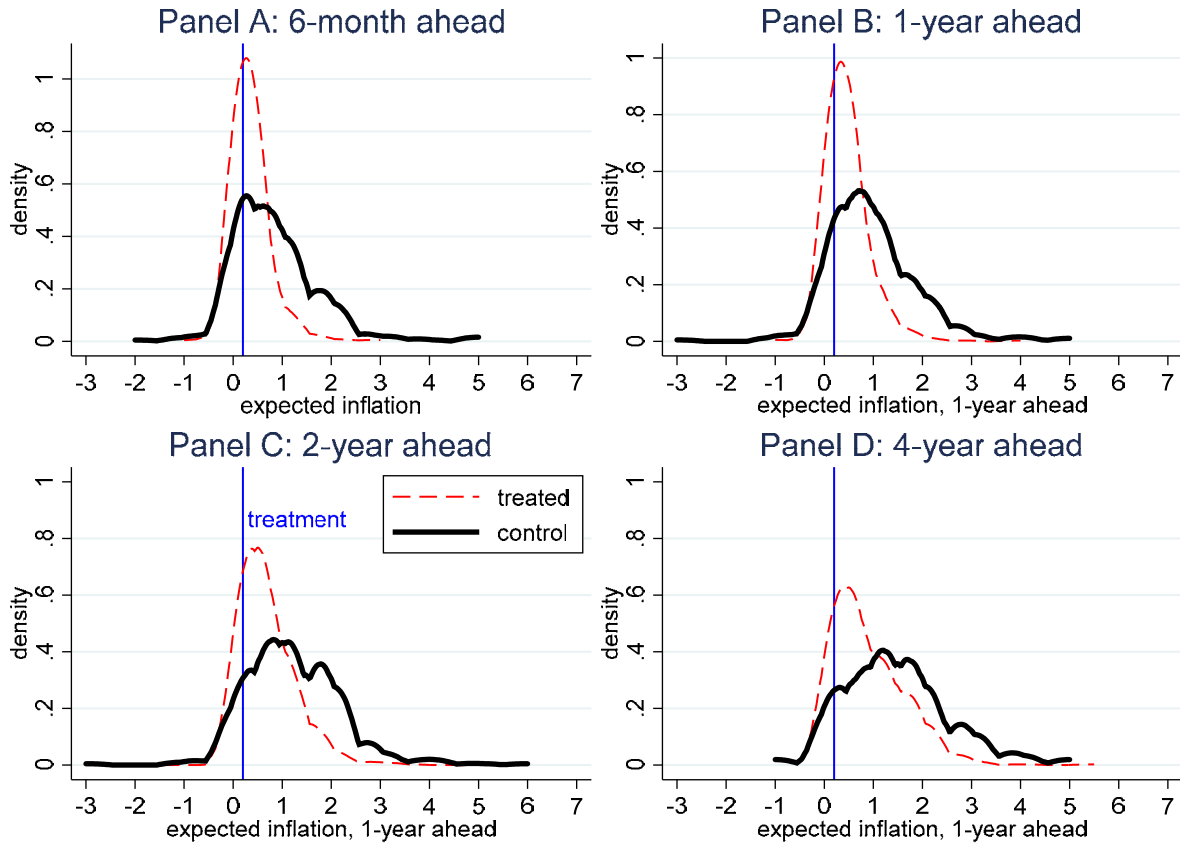 Panel A: 6-month ahead
density
0 .2 .4 .6 .8 1
-3 -2 -1 0 1 2 3 4 5 6 7
expected inflation
Panel B: 1-year ahead
density
0 .2 .4 .6 .8 1
-3 -2 -1 0 1 2 3 4 5 6 7
expected inflation, 1-year ahead
Panel C: 2-year ahead
density
0 .2 .4 .6 .8 1
treatment
treated
control
-3 -2 -1 0 1 2 3 4 5 6 7
expected inflation, 1-year ahead
Panel D: 4-year ahead
density
0 .2 .4 .6 .8 1
-3 -2 -1 0 1 2 3 4 5 6 7
expected inflation, 1-year ahead